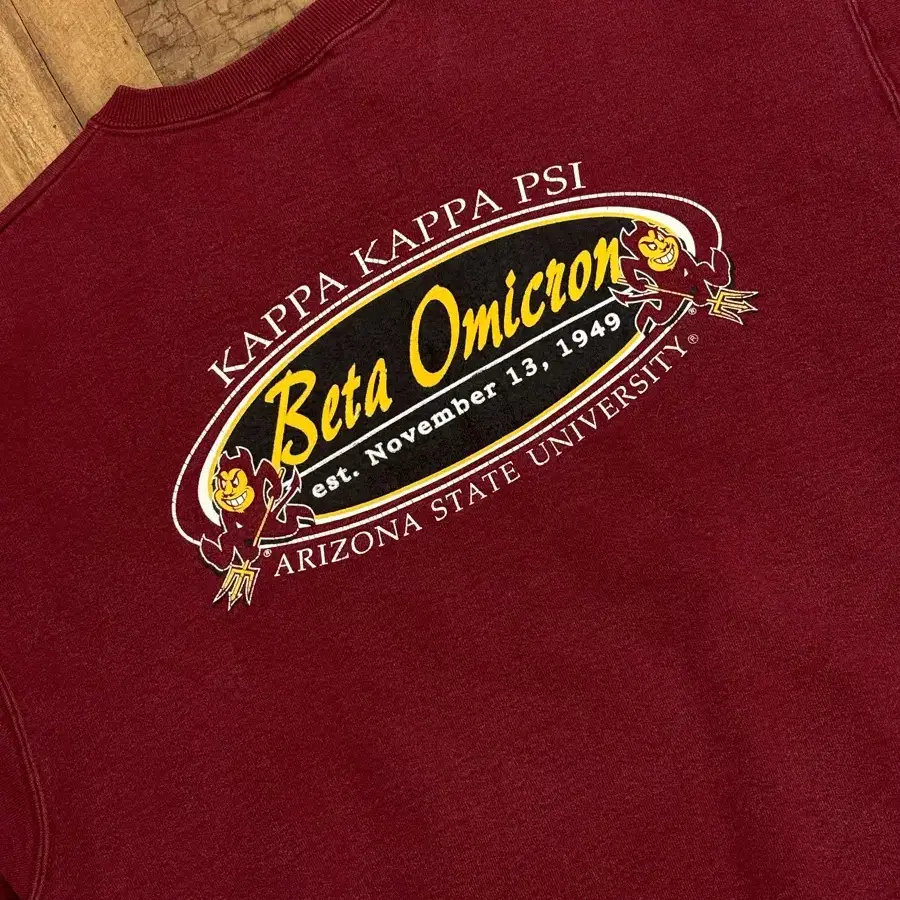 KAPPA KAPPA PSI
Beta Omicron
est. November 13, 1949
® ARIZONA STATE UNIVERSITY ®
®